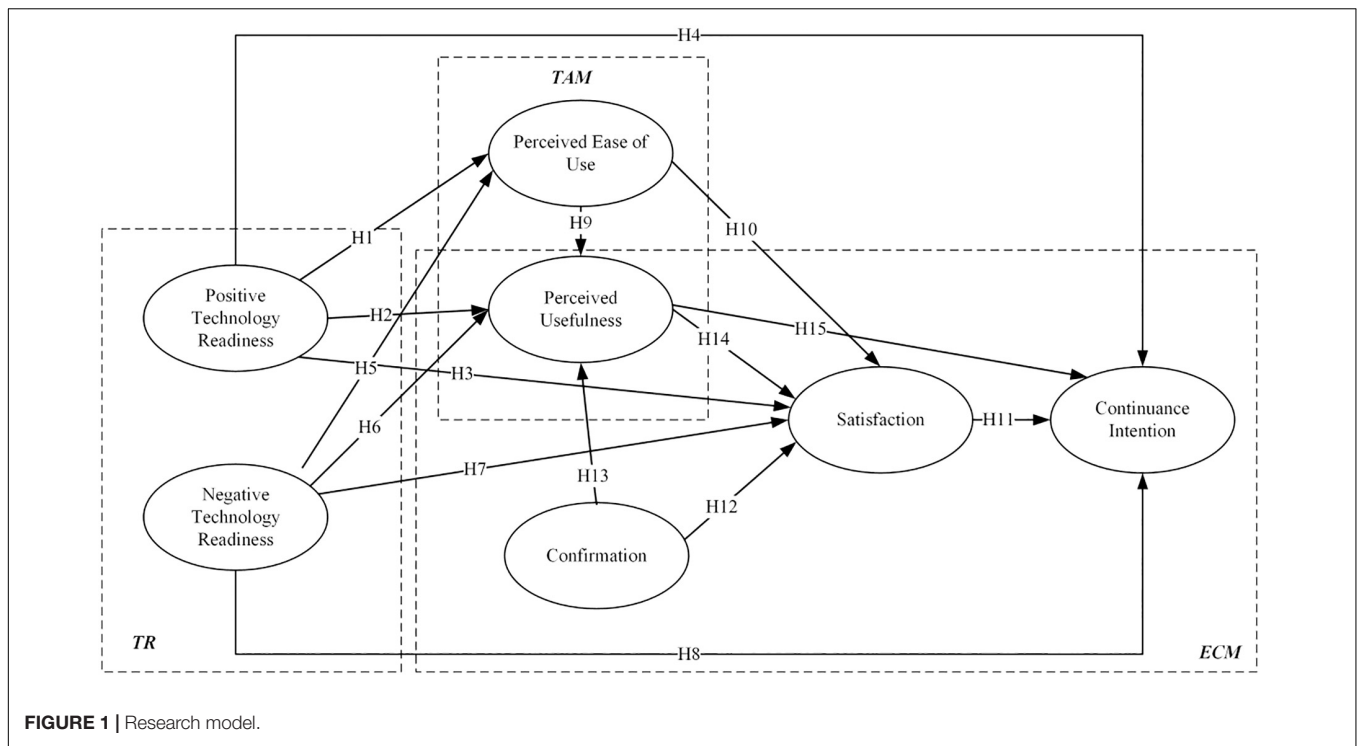 H4
TAM
Perceived Ease of
Use
H9
H10
H1
Positive
Technology
Readiness
H2
Perceived
Usefulness
H15
H14
H5
H3
H6
Satisfaction
H11
Continuance
Intention
H7
H13
H12
Negative
Technology
Readiness
Confirmation
TR
H8
ECM
FIGURE 1 | Research model.